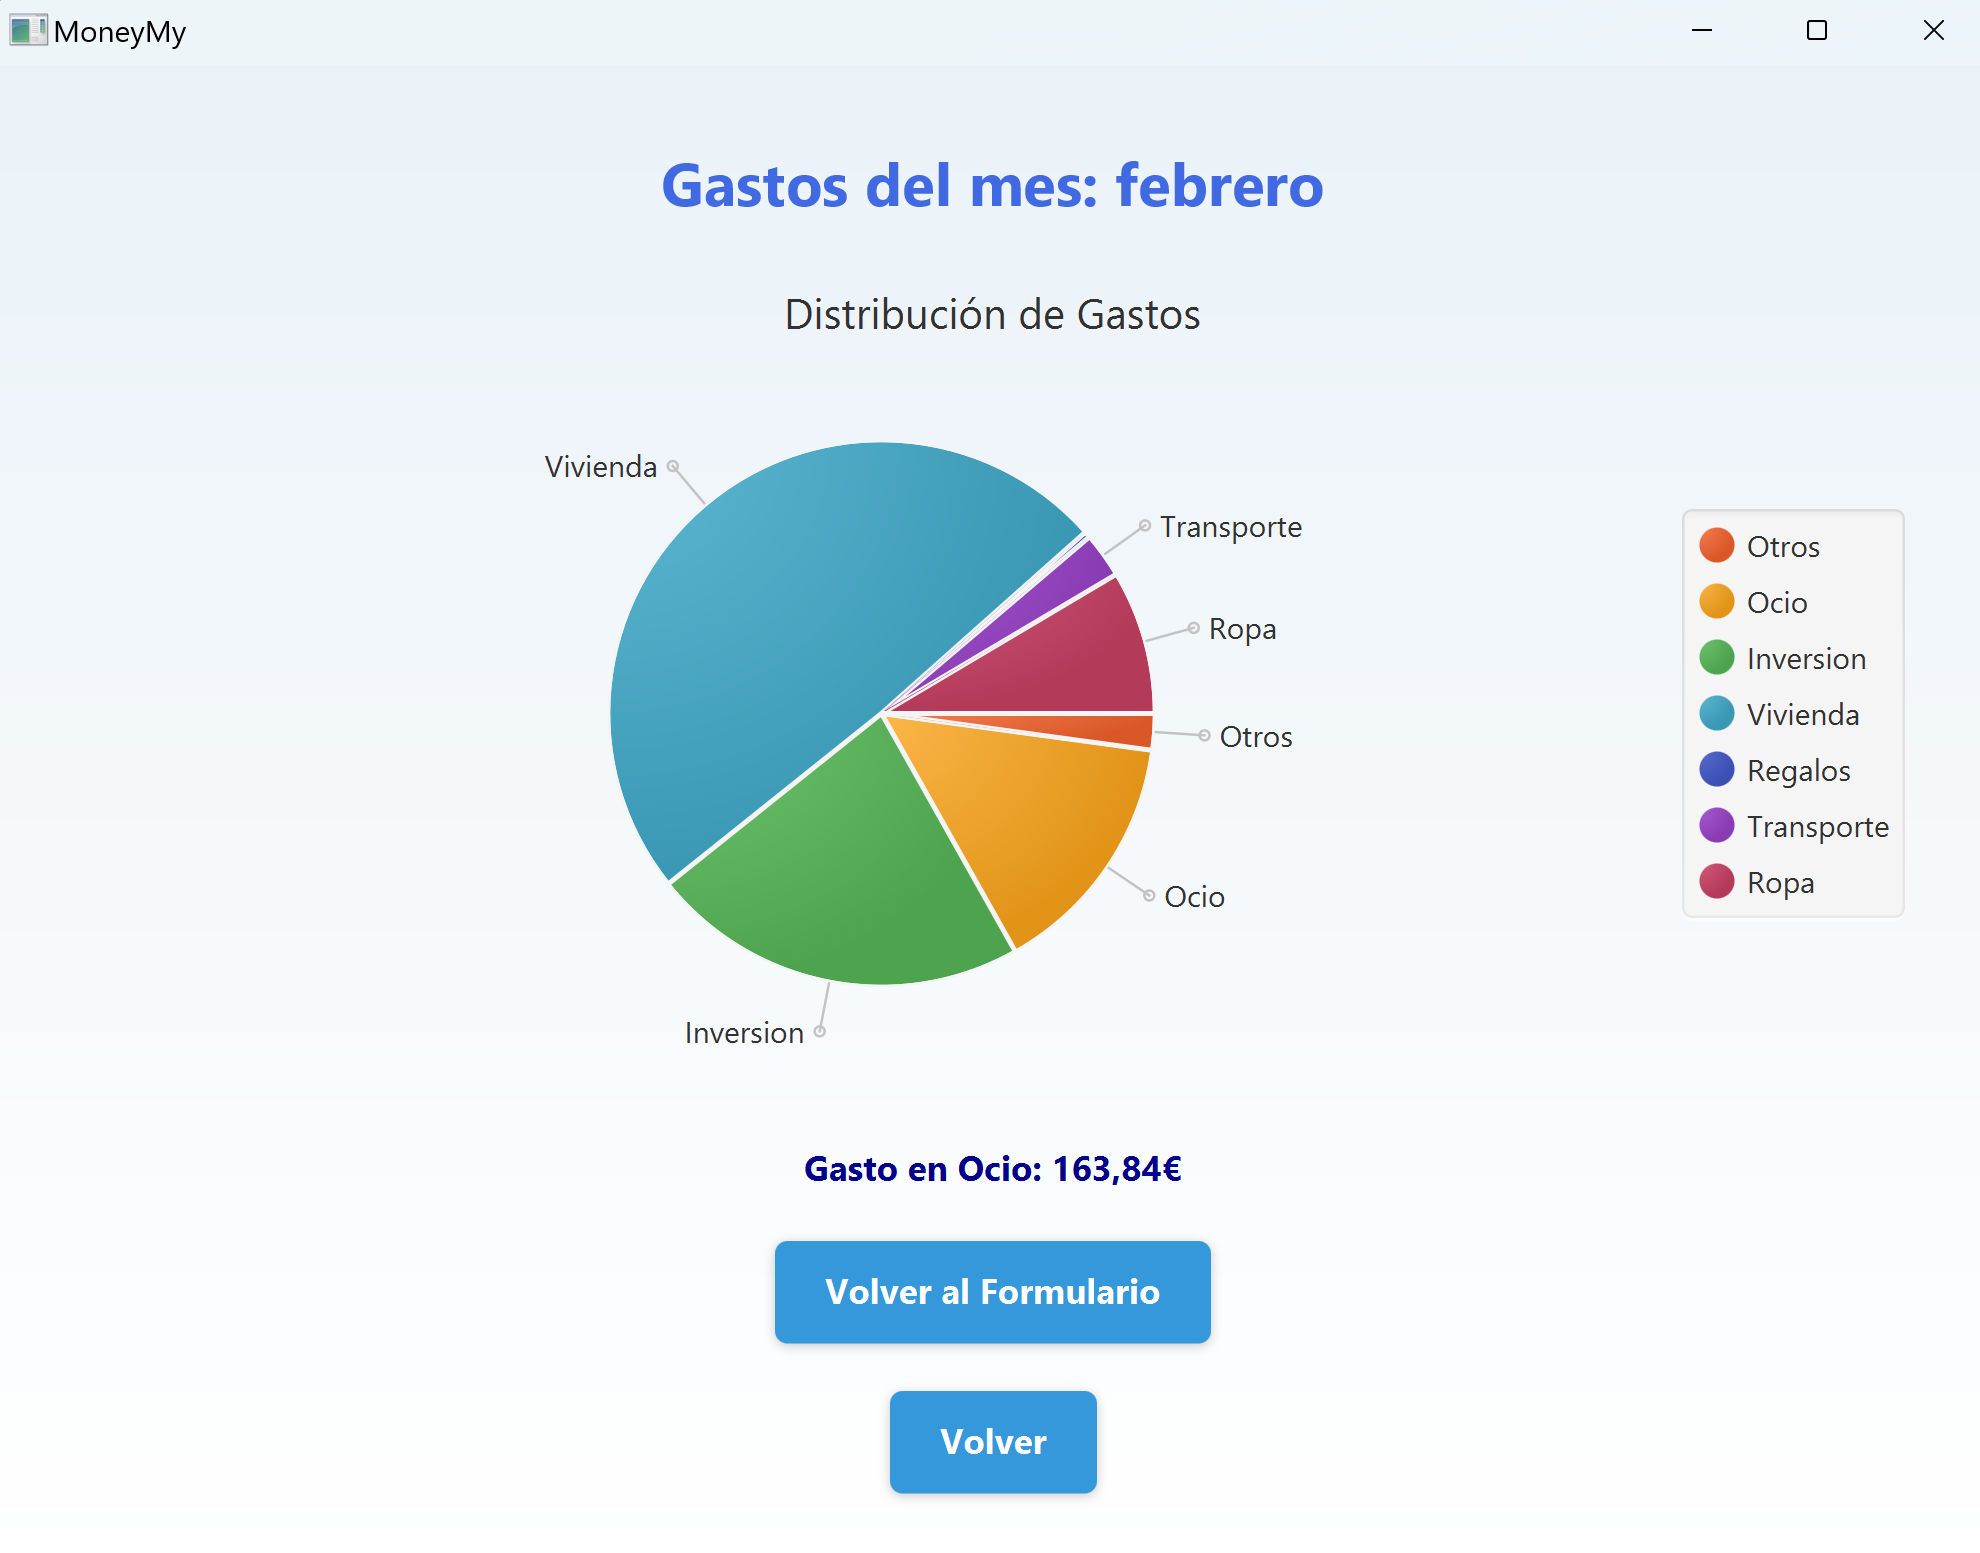 MoneyMy
Gastos del mes: febrero
Distribución de Gastos
Vivienda
Transporte
Ropa
Otros
Ocio
Inversion
Otros
Ocio
Inversion
Vivienda
Regalos
Transporte
Ropa
Gasto en Ocio: 163,84€
Volver al Formulario
Volver